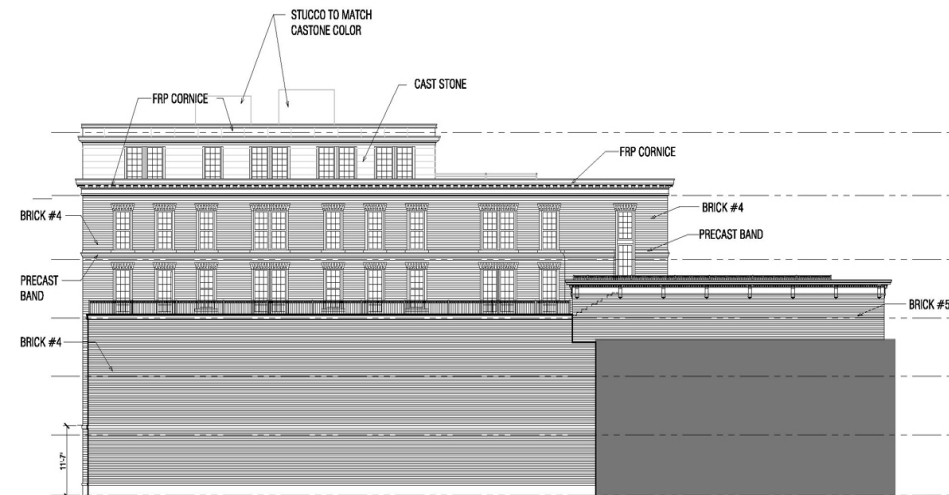 STUCCO TO MATCH
CASTONE COLOR
CAST STONE
FRP CORNICE
FRP CORNICE
BRICK #4
BRICK #4
PRECAST BAND
PRECAST
BAND
BRICK #5
BRICK #4
11'-7"